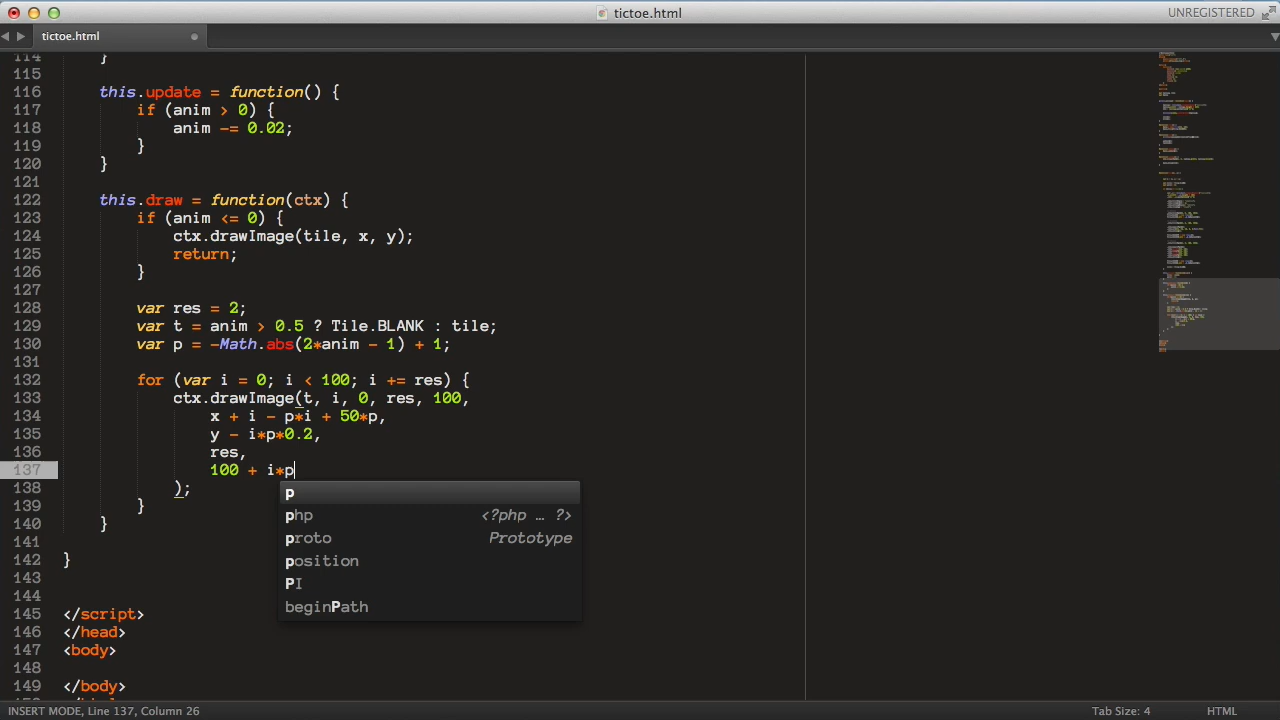 tictoe.html
UNREGISTERED
tictoe.html
114 }
115
116 this.update = function() {
117 if (anim > 0) {
118 anim -= 0.02;
119 }
120 }
121
122 this.draw = function(ctx) {
123 if (anim <= 0) {
124 ctx.drawImage(tile, x, y);
125 return;
126 }
127
128 var res = 2;
129 var t = anim > 0.5 ? Tile.BLANK : tile;
130 var p = -Math.abs(2*anim - 1) + 1;
131
132 for (var i = 0; i < 100; i += res) {
133 ctx.drawImage(t, i, 0, res, 100,
134 x + i - p*i + 50*p,
135 y - i*p*0.2,
136 res,
137 100 + i*p
138 );
139 }
140 }
141
142 }
143
144
145 </script>
146 </head>
147 <body>
148
149 </body>
p
php <?php … ?>
proto Prototype
position
PI
beginPath
INSERT MODE, Line 137, Column 26
Tab Size: 4
HTML